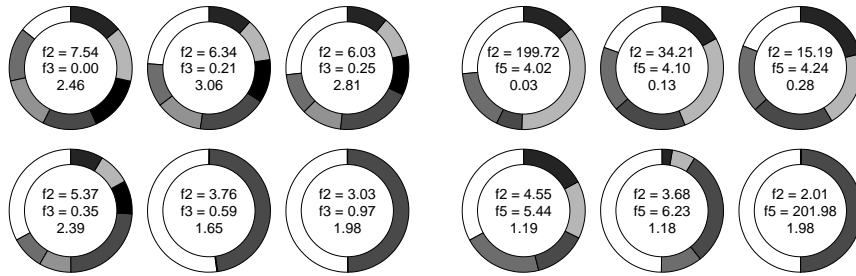 f2 = 7.54
f3 = 0.00
2.46
f2 = 6.34
f3 = 0.21
3.06
f2 = 6.03
f3 = 0.25
2.81
f2 = 199.72
f5 = 4.02
0.03
f2 = 34.21
f5 = 4.10
0.13
f2 = 15.19
f5 = 4.24
0.28
f2 = 5.37
f3 = 0.35
2.39
f2 = 3.76
f3 = 0.59
1.65
f2 = 3.03
f3 = 0.97
1.98
f2 = 4.55
f5 = 5.44
1.19
f2 = 3.68
f5 = 6.23
1.18
f2 = 2.01
f5 = 201.98
1.98